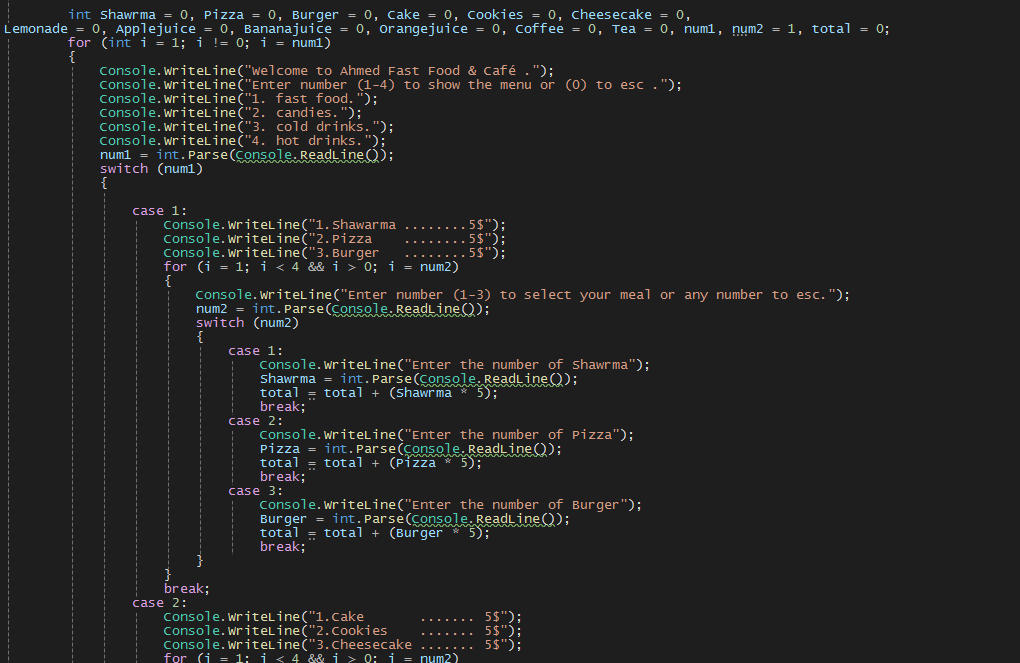 int Shawrma = 0, Pizza = 0, Burger = 0, Cake = 0, Cookies = 0, Cheesecake = 0,
Lemonade = 0, Applejuice = 0, Bananajuice = 0, Orangejuice = 0, Coffee = 0, Tea = 0, num1, num2 = 1, total = 0;
for (int i = 1; i != 0; i = num1)
{
Console.WriteLine("Welcome to Ahmed Fast Food & Café .");
Console.WriteLine("Enter number (1-4) to show the menu or (0) to esc .");
Console.WriteLine("1. fast food.");
Console.WriteLine("2. candies.");
Console.WriteLine("3. cold drinks.");
Console.WriteLine("4. hot drinks.");
num1 = int.Parse(Console.ReadLine());
switch (num1)
{
case 1:
Console.WriteLine("1.Shawarma ........5$");
Console.WriteLine("2.Pizza    ........5$");
Console.WriteLine("3.Burger   ........5$");
for (i = 1; i < 4 && i > 0; i = num2)
{
Console.WriteLine("Enter number (1-3) to select your meal or any number to esc.");
num2 = int.Parse(Console.ReadLine());
switch (num2)
{
case 1:
Console.WriteLine("Enter the number of Shawrma");
Shawrma = int.Parse(Console.ReadLine());
total = total + (Shawrma * 5);
break;
case 2:
Console.WriteLine("Enter the number of Pizza");
Pizza = int.Parse(Console.ReadLine());
total = total + (Pizza * 5);
break;
case 3:
Console.WriteLine("Enter the number of Burger");
Burger = int.Parse(Console.ReadLine());
total = total + (Burger * 5);
break;
}
}
break;
case 2:
Console.WriteLine("1.Cake       ....... 5$");
Console.WriteLine("2.Cookies    ....... 5$");
Console.WriteLine("3.Cheesecake ....... 5$");
for (i = 1; i < 4 && i > 0; i = num2)